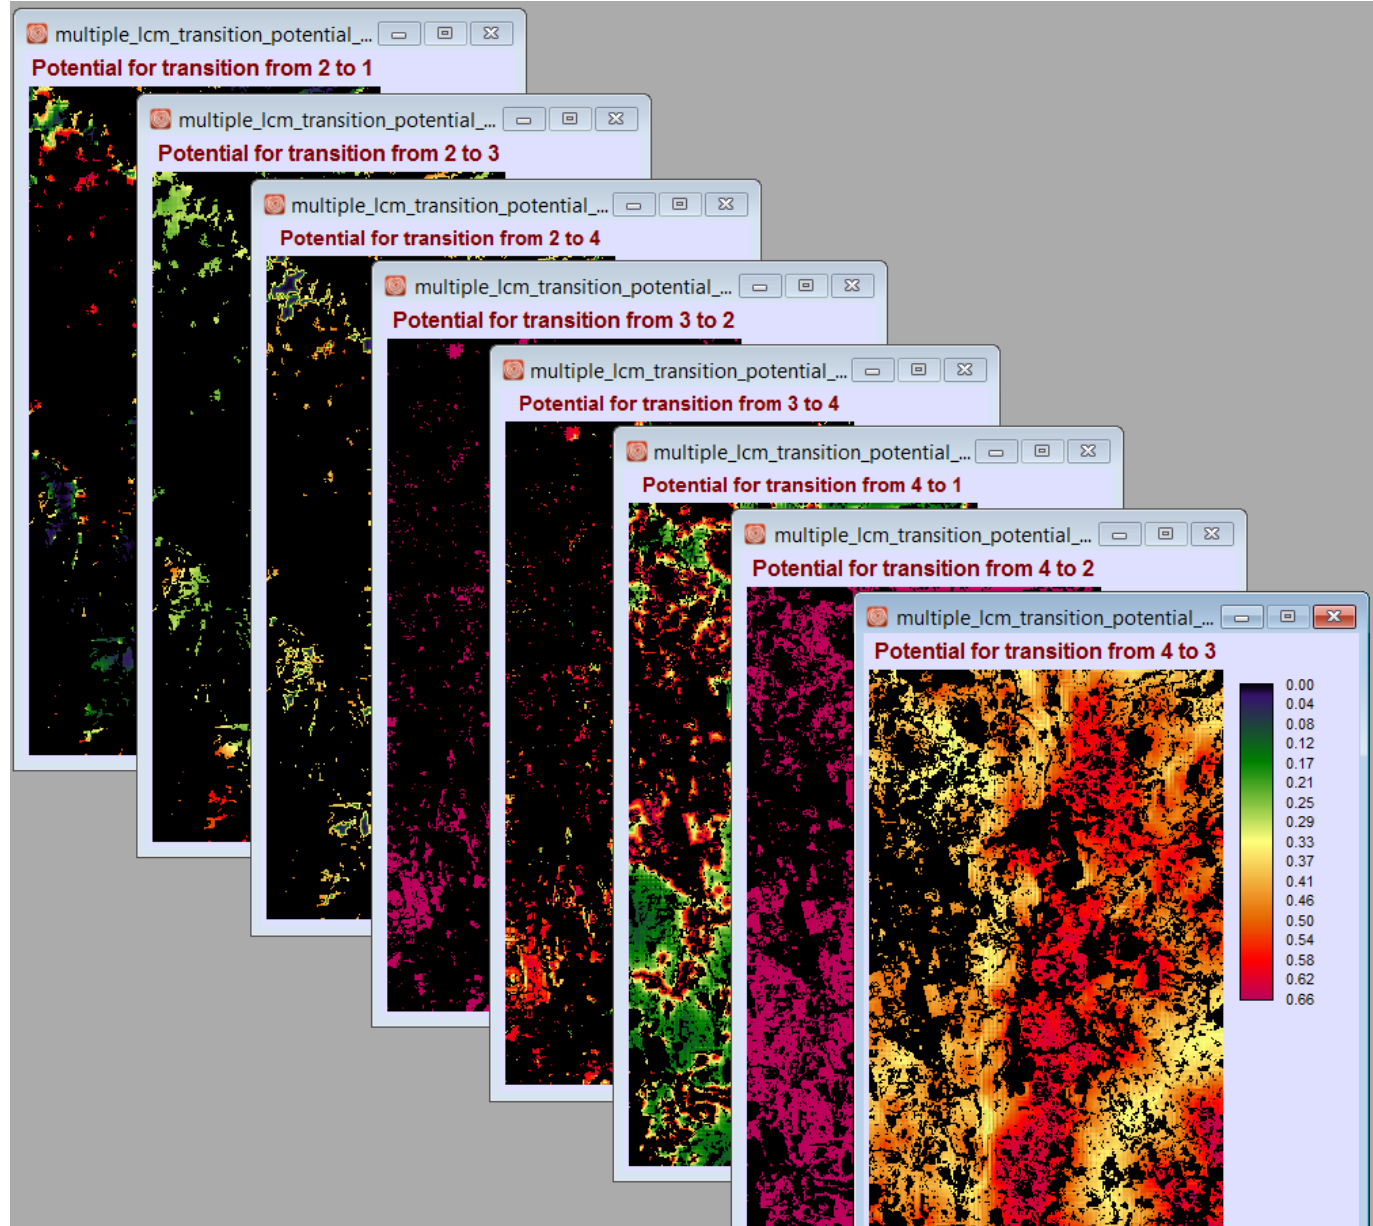 multiple_lcm_transition_potential_...
Potential for transition from 2 to 1
multiple_lcm_transition_potential_...
Potential for transition from 2 to 3
multiple_lcm_transition_potential_...
Potential for transition from 2 to 4
multiple_lcm_transition_potential_...
Potential for transition from 3 to 2
multiple_lcm_transition_potential_...
Potential for transition from 3 to 4
multiple_lcm_transition_potential_...
Potential for transition from 4 to 1
multiple_lcm_transition_potential_...
Potential for transition from 4 to 2
multiple_lcm_transition_potential_...
Potential for transition from 4 to 3
0.00
0.04
0.08
0.12
0.17
0.21
0.25
0.29
0.33
0.37
0.41
0.46
0.50
0.54
0.58
0.62
0.66